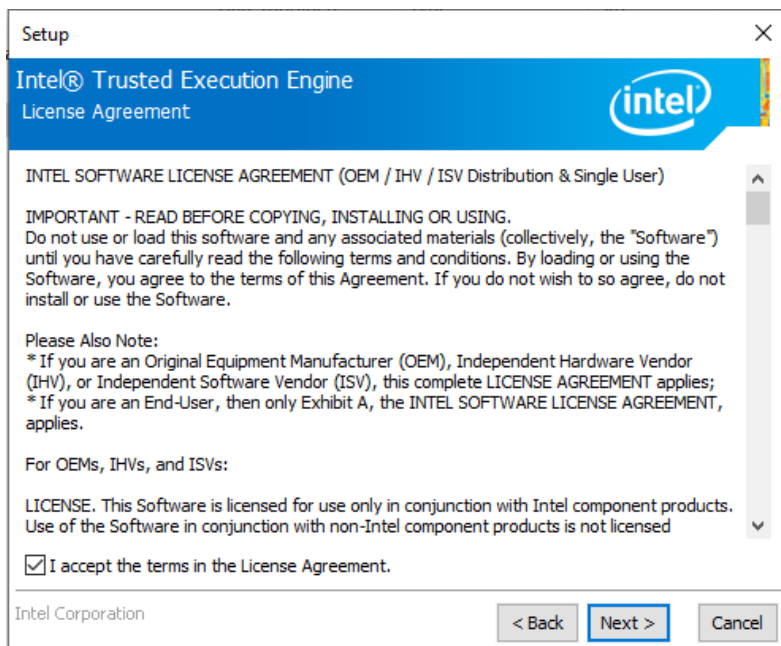 Setup
Intel® Trusted Execution Engine
License Agreement
intel
INTEL SOFTWARE LICENSE AGREEMENT (OEM / IHV / ISV Distribution & Single User)
IMPORTANT - READ BEFORE COPYING, INSTALLING OR USING.
Do not use or load this software and any associated materials (collectively, the "Software")
until you have carefully read the following terms and conditions. By loading or using the
Software, you agree to the terms of this Agreement. If you do not wish to so agree, do not
install or use the Software.
Please Also Note:
* If you are an Original Equipment Manufacturer (OEM), Independent Hardware Vendor
(IHV), or Independent Software Vendor (ISV), this complete LICENSE AGREEMENT applies;
* If you are an End-User, then only Exhibit A, the INTEL SOFTWARE LICENSE AGREEMENT,
applies.
For OEMs, IHVs, and ISVs:
LICENSE. This Software is licensed for use only in conjunction with Intel component products.
Use of the Software in conjunction with non-Intel component products is not licensed
I accept the terms in the License Agreement.
Intel Corporation
< Back Next > Cancel